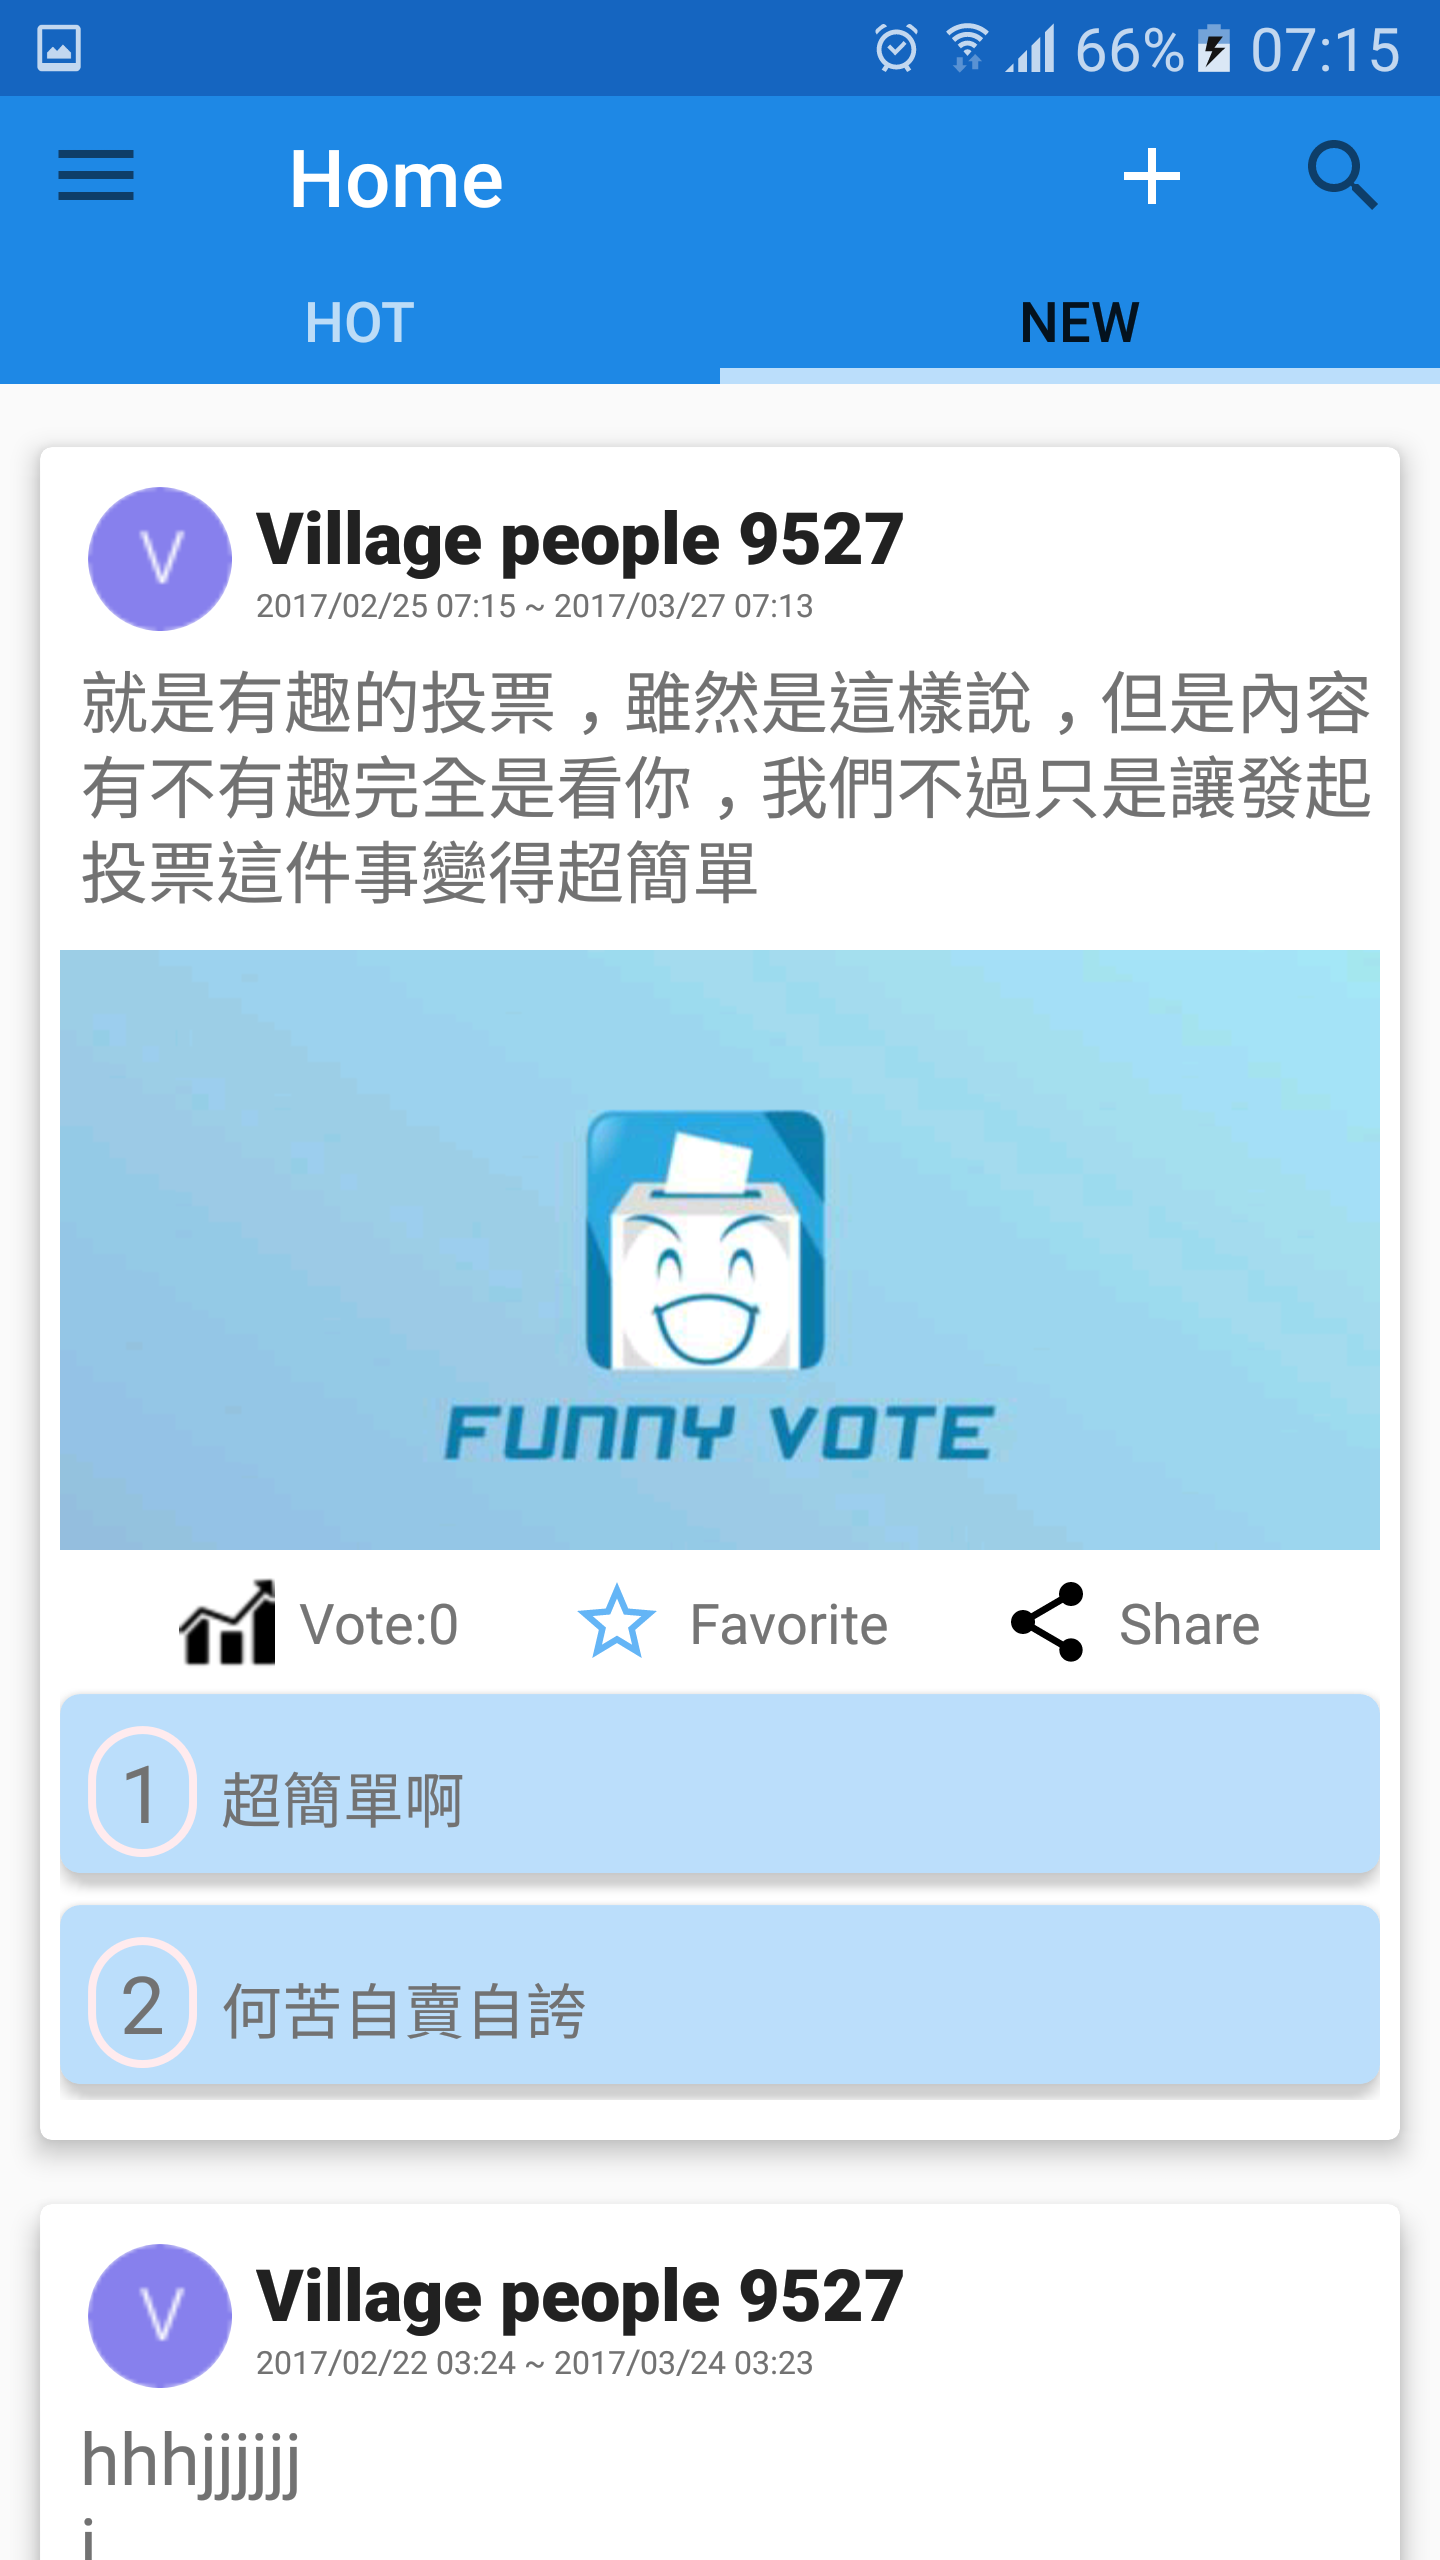 66% 07:15
Home
HOT NEW
V
Village people 9527
2017/02/25 07:15 ~ 2017/03/27 07:13
就是有趣的投票，雖然是這樣說，但是內容
有不有趣完全是看你，我們不過只是讓發起
投票這件事變得超簡單
FUNNY VOTE
Vote:0 Favorite Share
1 超簡單啊
2 何苦自賣自誇
V
Village people 9527
2017/02/22 03:24 ~ 2017/03/24 03:23
hhhjjjjjj